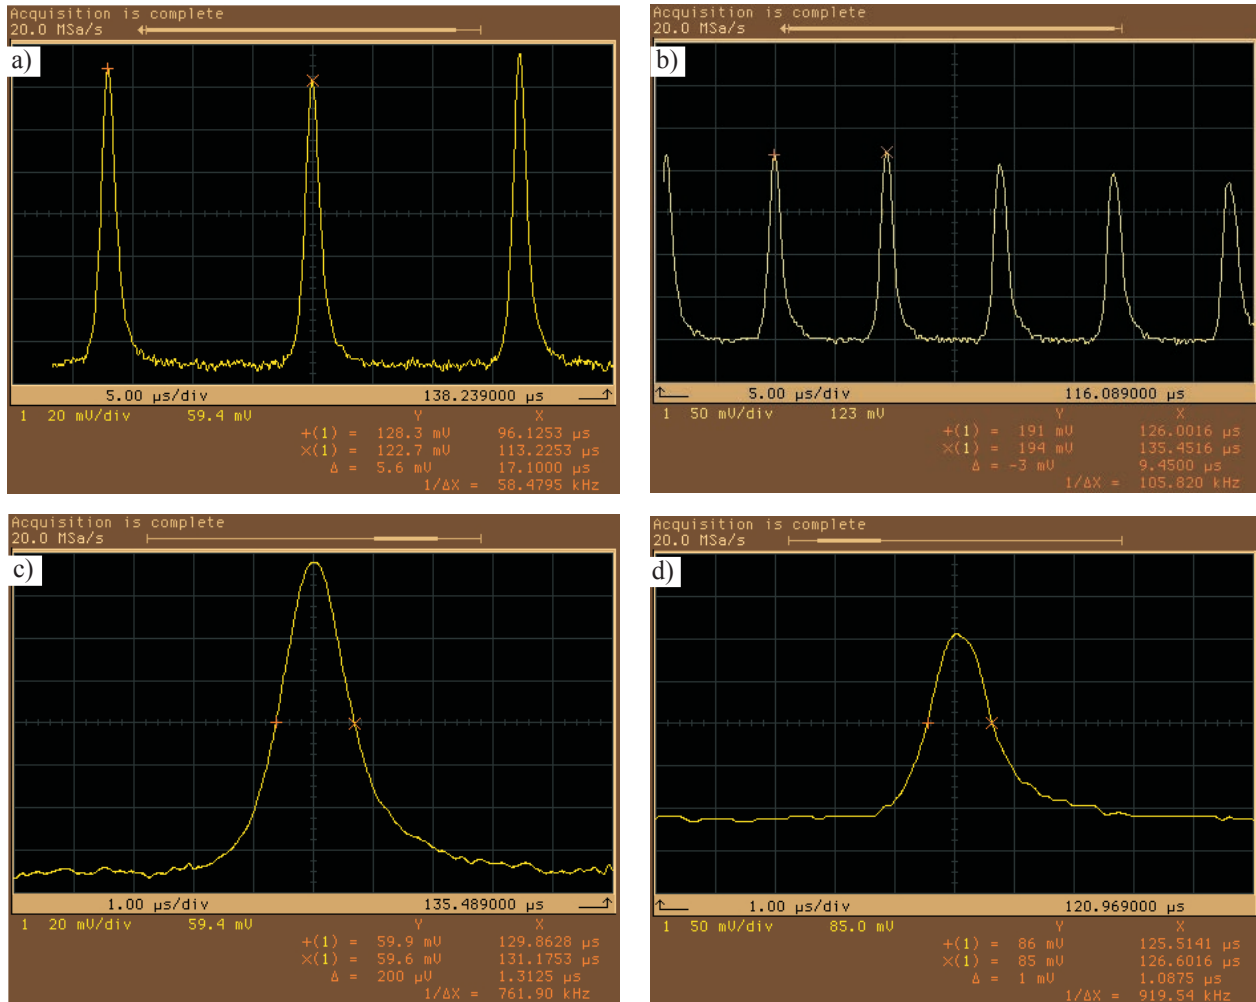 Acquisition is complete
20.0 MSa/s
a)
5.00 µs/div 138.239000 µs
1 20 mV/div 59.4 mV Y X
+(1) = 128.3 mV 96.1253 µs
×(1) = 122.7 mV 113.2253 µs
Δ = 5.6 mV 17.1000 µs
1/ΔX = 58.4795 kHz
Acquisition is complete
20.0 MSa/s
b)
5.00 µs/div 116.089000 µs
1 50 mV/div 123 mV Y X
+(1) = 191 mV 126.0016 µs
×(1) = 194 mV 135.4516 µs
Δ = -3 mV 9.4500 µs
1/ΔX = 105.820 kHz
Acquisition is complete
20.0 MSa/s
c)
1.00 µs/div 135.489000 µs
1 20 mV/div 59.4 mV Y X
+(1) = 59.9 mV 129.8628 µs
×(1) = 59.6 mV 131.1753 µs
Δ = 200 µV 1.3125 µs
1/ΔX = 761.90 kHz
Acquisition is complete
20.0 MSa/s
d)
1.00 µs/div 120.969000 µs
1 50 mV/div 85.0 mV Y X
+(1) = 86 mV 125.5141 µs
×(1) = 85 mV 126.6016 µs
Δ = 1 mV 1.0875 µs
1/ΔX = 919.54 kHz